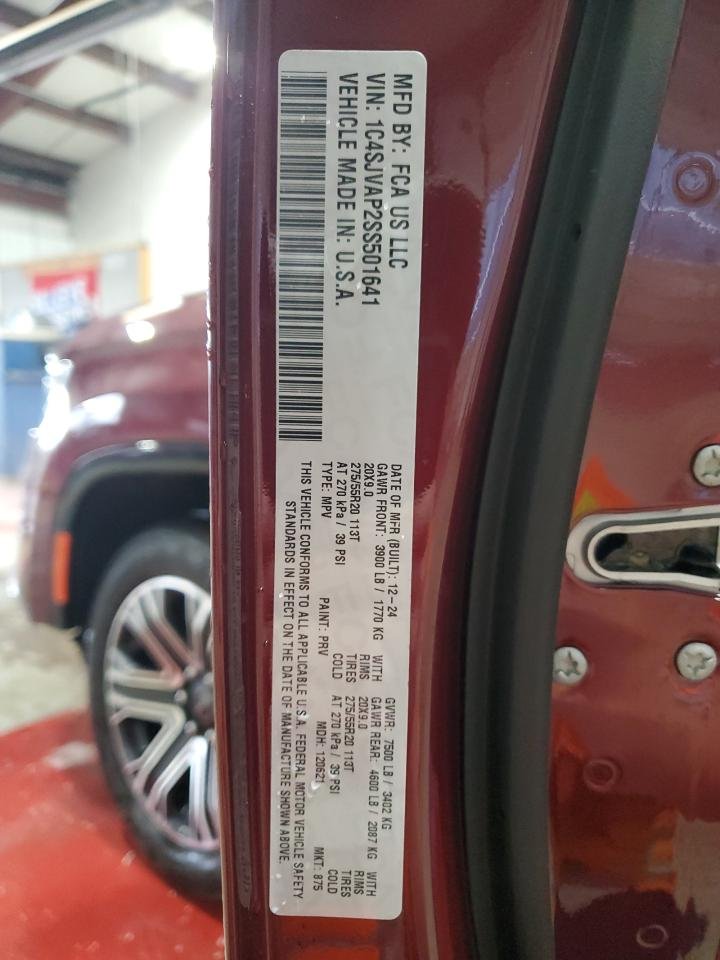 MFD BY: FCA US LLC
VIN: 1C4SJVAP2SS501641
VEHICLE MADE IN: U.S.A.
DATE OF MFR (BUILT): 12-24 GVWR: 7500 LB / 3402 KG
GAWR FRONT: 3900 LB / 1770 KG WITH GAWR REAR: 4600 LB / 2087 KG WITH
20X9.0 RIMS 20X9.0 RIMS
275/55R20 113T TIRES 275/55R20 113T TIRES
AT 270 kPa / 39 PSI COLD AT 270 kPa / 39 PSI COLD
TYPE: MPV PAINT: PRV MDH: 120621 MKT: 875
THIS VEHICLE CONFORMS TO ALL APPLICABLE U.S.A. FEDERAL MOTOR VEHICLE SAFETY
STANDARDS IN EFFECT ON THE DATE OF MANUFACTURE SHOWN ABOVE.